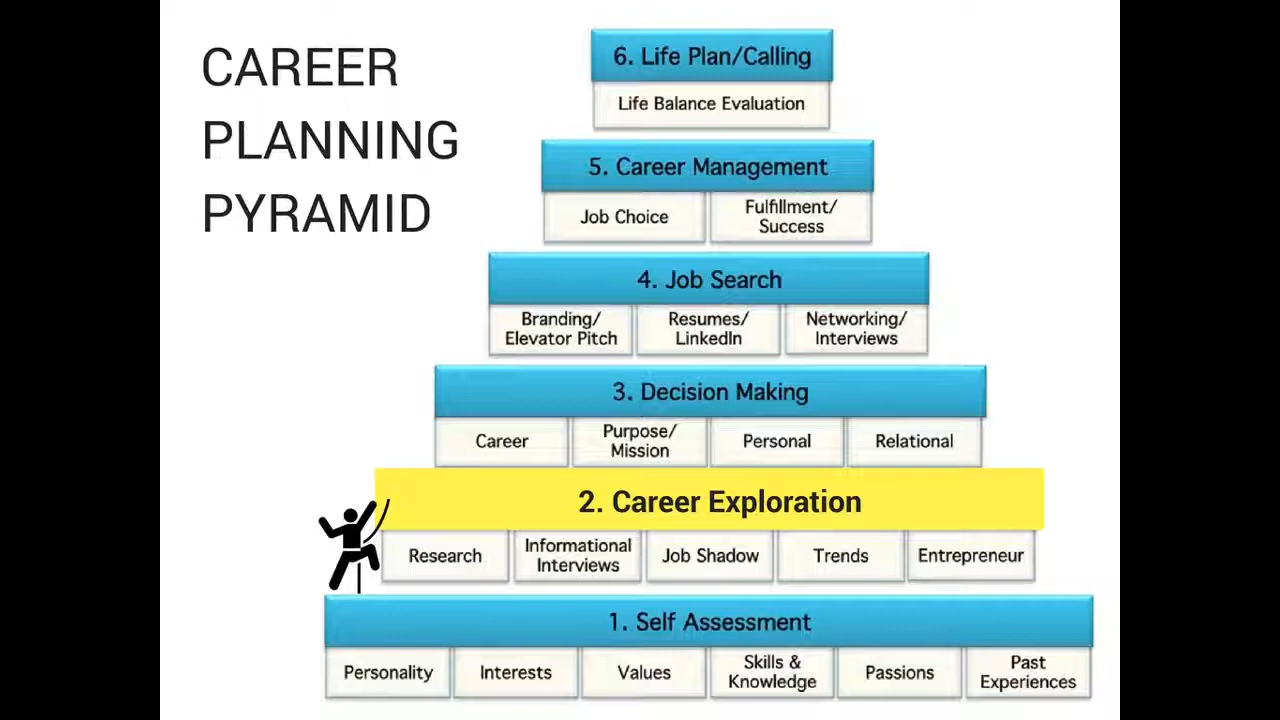 CAREER
PLANNING
PYRAMID
6. Life Plan/Calling
Life Balance Evaluation
5. Career Management
Job Choice
Fulfillment/
Success
4. Job Search
Branding/
Elevator Pitch
Resumes/
LinkedIn
Networking/
Interviews
3. Decision Making
Career
Purpose/
Mission
Personal
Relational
2. Career Exploration
Research
Informational
Interviews
Job Shadow
Trends
Entrepreneur
1. Self Assessment
Personality
Interests
Values
Skills &
Knowledge
Passions
Past
Experiences